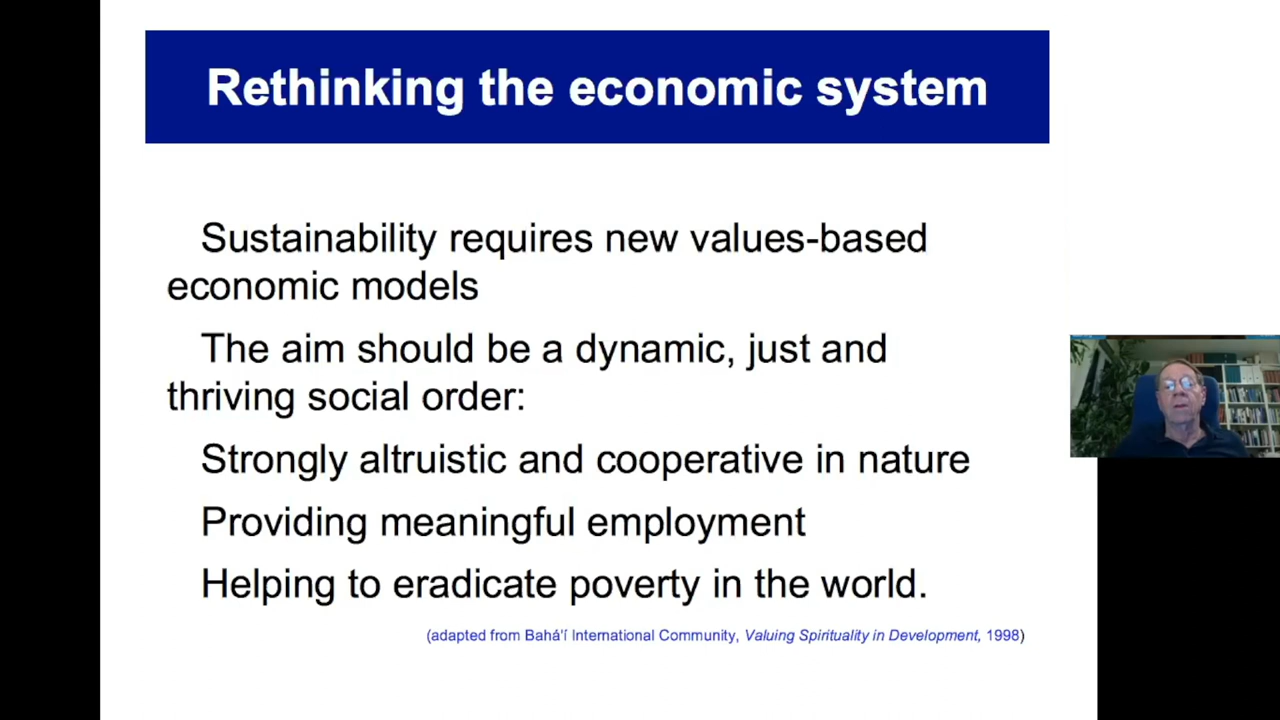 Rethinking the economic system
Sustainability requires new values-based
economic models
The aim should be a dynamic, just and
thriving social order:
Strongly altruistic and cooperative in nature
Providing meaningful employment
Helping to eradicate poverty in the world.
(adapted from Bahá'í International Community, Valuing Spirituality in Development, 1998)